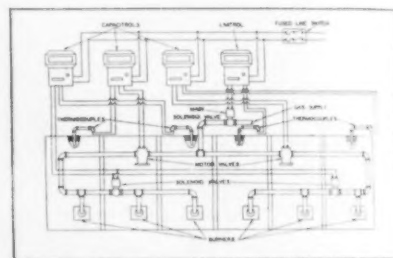 CAPACITROLS
LIMITROL
FUSED LINE SWITCH
MAIN
SOLENOID VALVE
GAS SUPPLY
THERMOCOUPLES
THERMOCOUPLES
MOTOR VALVES
SOLENOID VALVES
BURNERS